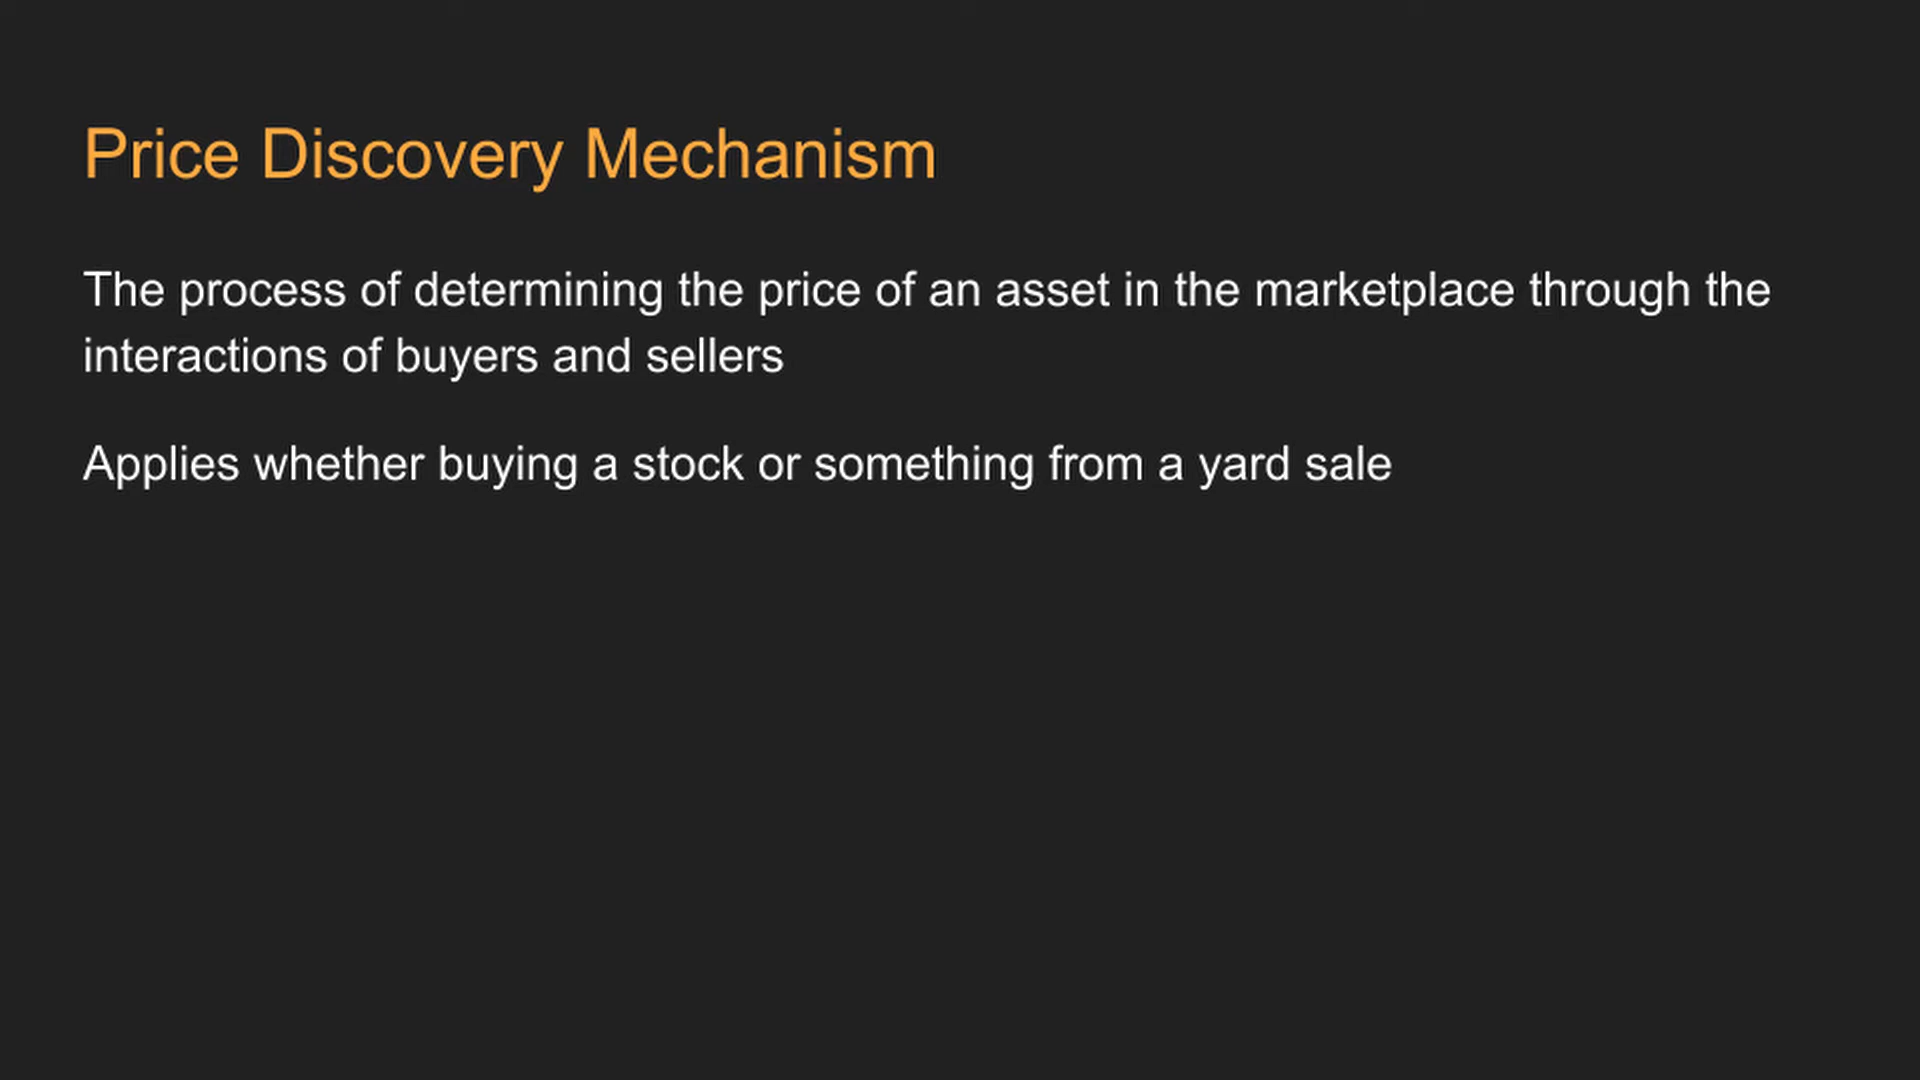 Price Discovery Mechanism
The process of determining the price of an asset in the marketplace through the
interactions of buyers and sellers
Applies whether buying a stock or something from a yard sale